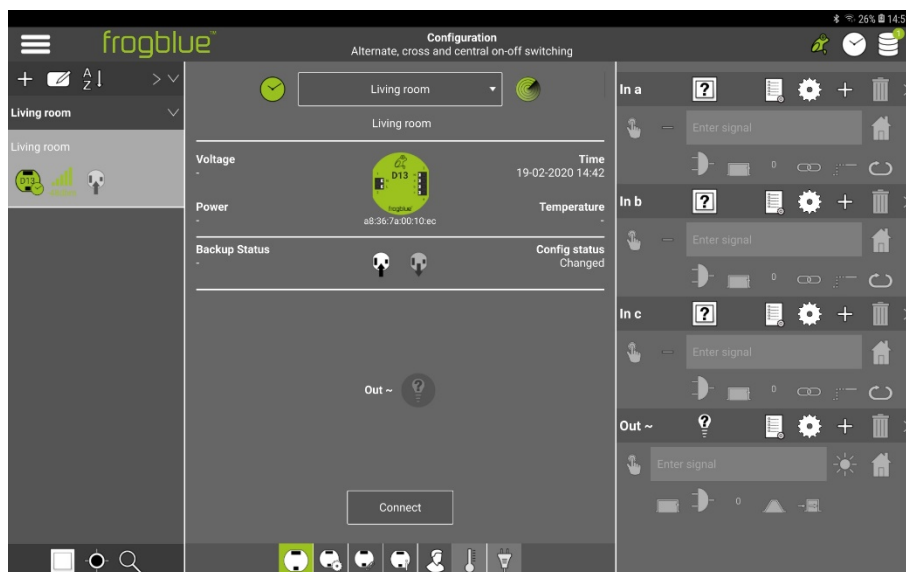 26% 14:5
frogblue™
Configuration
Alternate, cross and central on-off switching
1
A
Z
Living room
Living room
D13
Living room
Living room
Voltage
-
Power
-
D13
frogblue
a8:36:7a:00:10:ec
Time
19-02-2020 14:42
Temperature
-
Backup Status
-
Config status
Changed
Out ~
Connect
In a
Enter signal
0
In b
Enter signal
0
In c
Enter signal
0
Out ~
Enter signal
0